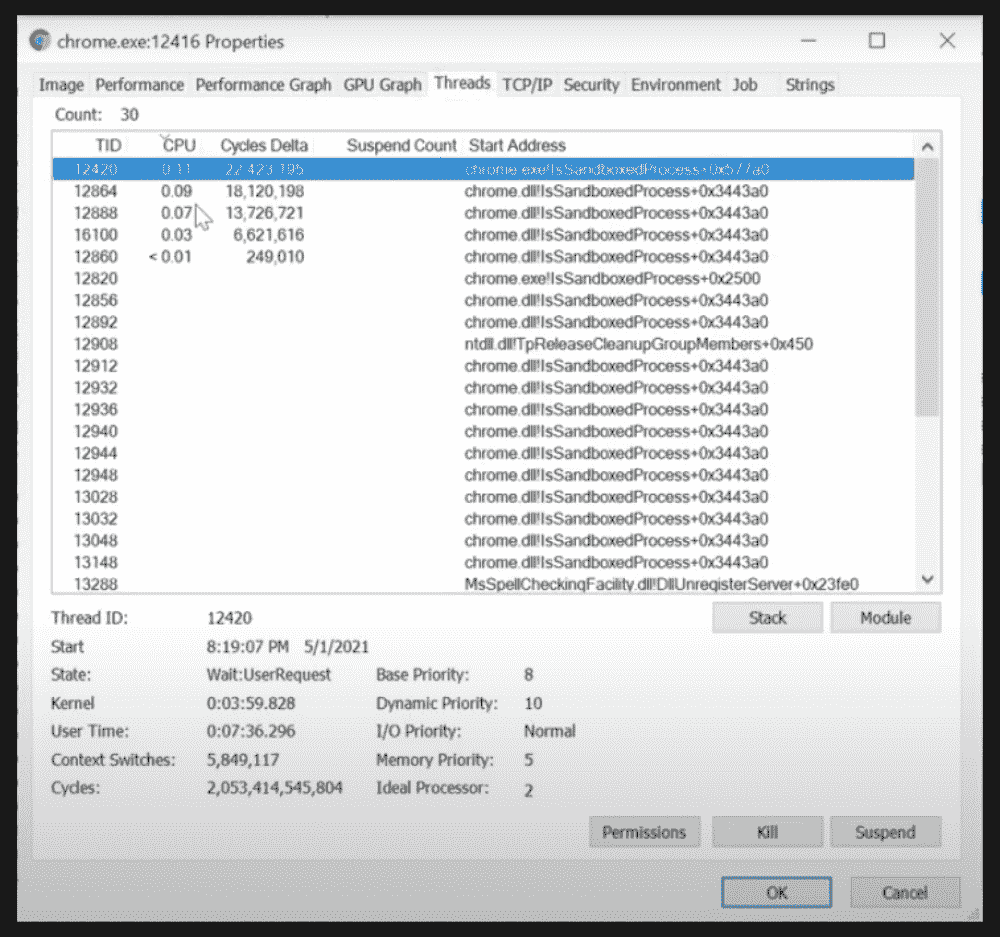 chrome.exe:12416 Properties
Image Performance Performance Graph GPU Graph Threads TCP/IP Security Environment Job Strings
Count: 30
TID CPU Cycles Delta Suspend Count Start Address
12420 0.11 22,423,195 chrome.exe!IsSandboxedProcess+0x577a0
12864 0.09 18,120,198 chrome.dll!IsSandboxedProcess+0x3443a0
12888 0.07 13,726,721 chrome.dll!IsSandboxedProcess+0x3443a0
16100 0.03 6,621,616 chrome.dll!IsSandboxedProcess+0x3443a0
12860 < 0.01 249,010 chrome.dll!IsSandboxedProcess+0x3443a0
12820 chrome.exe!IsSandboxedProcess+0x2500
12856 chrome.dll!IsSandboxedProcess+0x3443a0
12892 chrome.dll!IsSandboxedProcess+0x3443a0
12908 ntdll.dll!TpReleaseCleanupGroupMembers+0x450
12912 chrome.dll!IsSandboxedProcess+0x3443a0
12932 chrome.dll!IsSandboxedProcess+0x3443a0
12936 chrome.dll!IsSandboxedProcess+0x3443a0
12940 chrome.dll!IsSandboxedProcess+0x3443a0
12944 chrome.dll!IsSandboxedProcess+0x3443a0
12948 chrome.dll!IsSandboxedProcess+0x3443a0
13028 chrome.dll!IsSandboxedProcess+0x3443a0
13032 chrome.dll!IsSandboxedProcess+0x3443a0
13048 chrome.dll!IsSandboxedProcess+0x3443a0
13148 chrome.dll!IsSandboxedProcess+0x3443a0
13288 MsSpellCheckingFacility.dll!DllUnregisterServer+0x23fe0
Thread ID: 12420 Stack Module
Start 8:19:07 PM 5/1/2021
State: Wait:UserRequest Base Priority: 8
Kernel 0:03:59.828 Dynamic Priority: 10
User Time: 0:07:36.296 I/O Priority: Normal
Context Switches: 5,849,117 Memory Priority: 5
Cycles: 2,053,414,545,804 Ideal Processor: 2
Permissions Kill Suspend
OK Cancel